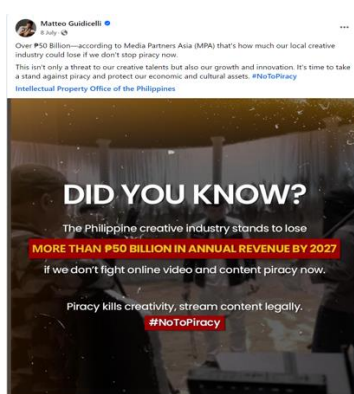 Matteo Guidicelli
8 July ·
Over ₱50 Billion—according to Media Partners Asia (MPA) that's how much our local creative
industry could lose if we don't stop piracy now.
This isn't only a threat to our creative talents but also our growth and innovation. It's time to take
a stand against piracy and protect our economic and cultural assets. #NoToPiracy
Intellectual Property Office of the Philippines
DID YOU KNOW?
The Philippine creative industry stands to lose
MORE THAN ₱50 BILLION IN ANNUAL REVENUE BY 2027
if we don't fight online video and content piracy now.
Piracy kills creativity, stream content legally.
#NoToPiracy